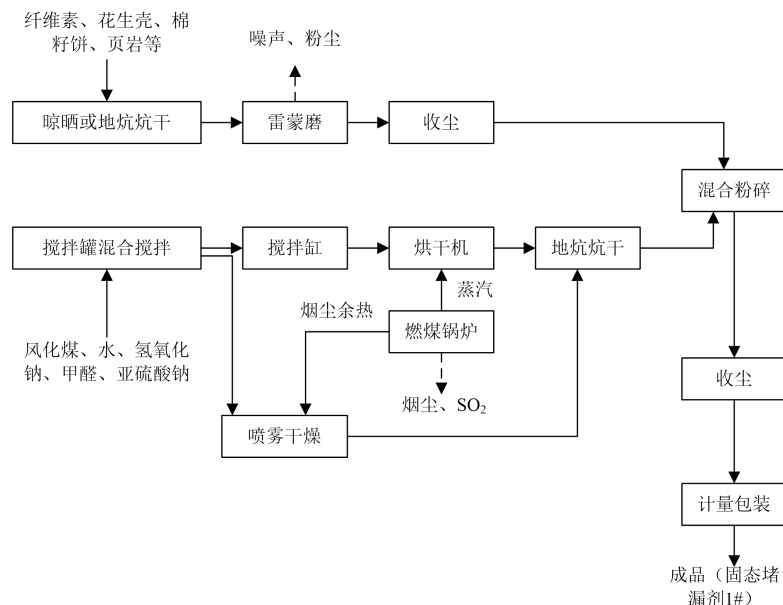 纤维素、花生壳、棉
籽饼、页岩等
噪声、粉尘
晾晒或地炕炕干
雷蒙磨
收尘
混合粉碎
搅拌罐混合搅拌
搅拌缸
烘干机
地炕炕干
蒸汽
烟尘余热
燃煤锅炉
风化煤、水、氢氧化
钠、甲醛、亚硫酸钠
收尘
烟尘、SO₂
喷雾干燥
计量包装
成品（固态堵
漏剂1#）